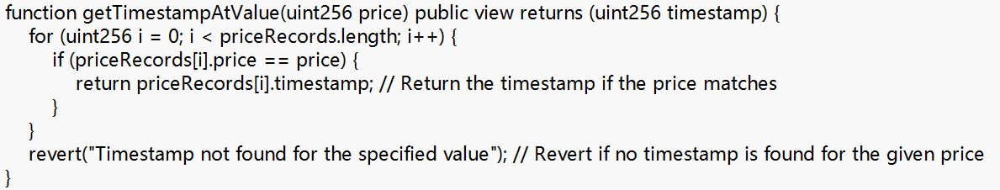 function getTimestampAtValue(uint256 price) public view returns (uint256 timestamp) {
for (uint256 i = 0; i < priceRecords.length; i++) {
if (priceRecords[i].price == price) {
return priceRecords[i].timestamp; // Return the timestamp if the price matches
}
}
revert("Timestamp not found for the specified value"); // Revert if no timestamp is found for the given price
}